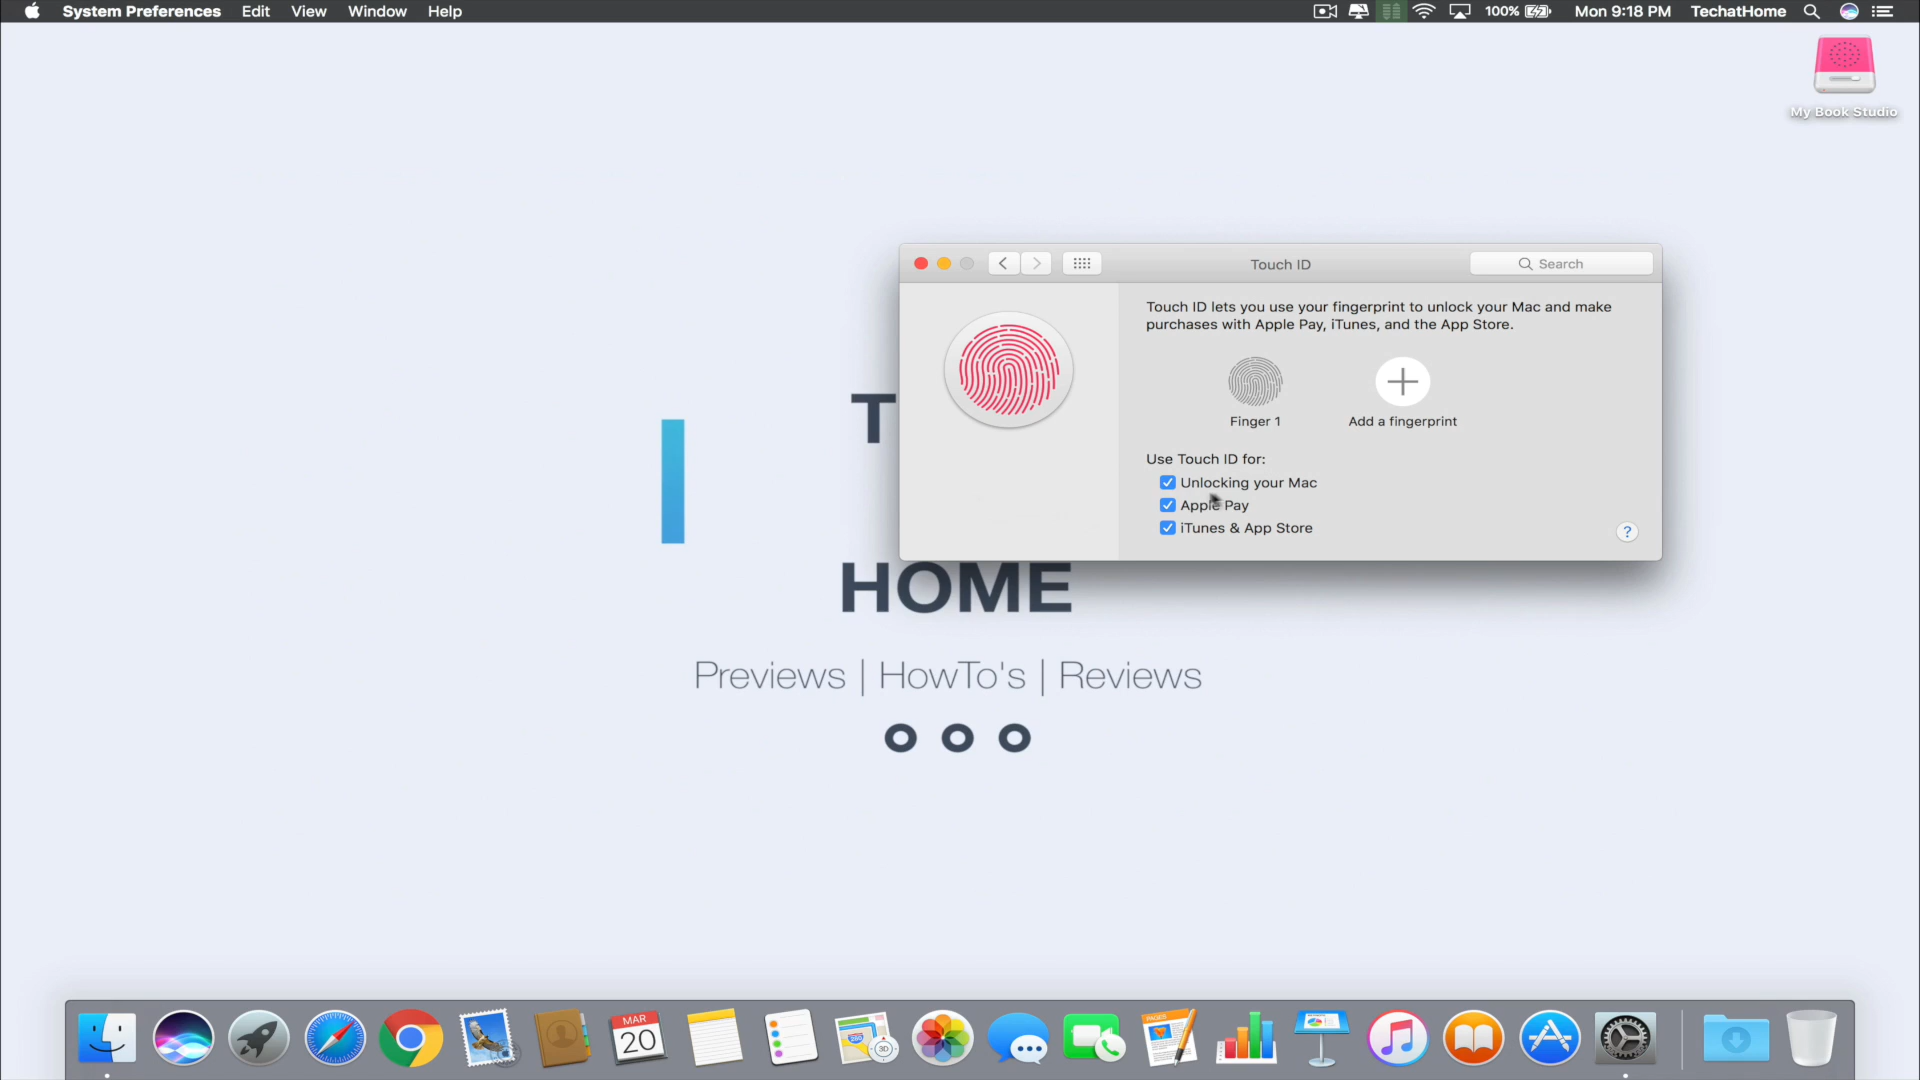 System Preferences Edit View Window Help 100% Mon 9:18 PM TechatHome
My Book Studio
Touch ID
Search
Touch ID lets you use your fingerprint to unlock your Mac and make
purchases with Apple Pay, iTunes, and the App Store.
Finger 1
Add a fingerprint
Use Touch ID for:
Unlocking your Mac
Apple Pay
iTunes & App Store
?
T
HOME
Previews | HowTo's | Reviews
MAR
20
PAGES
3D